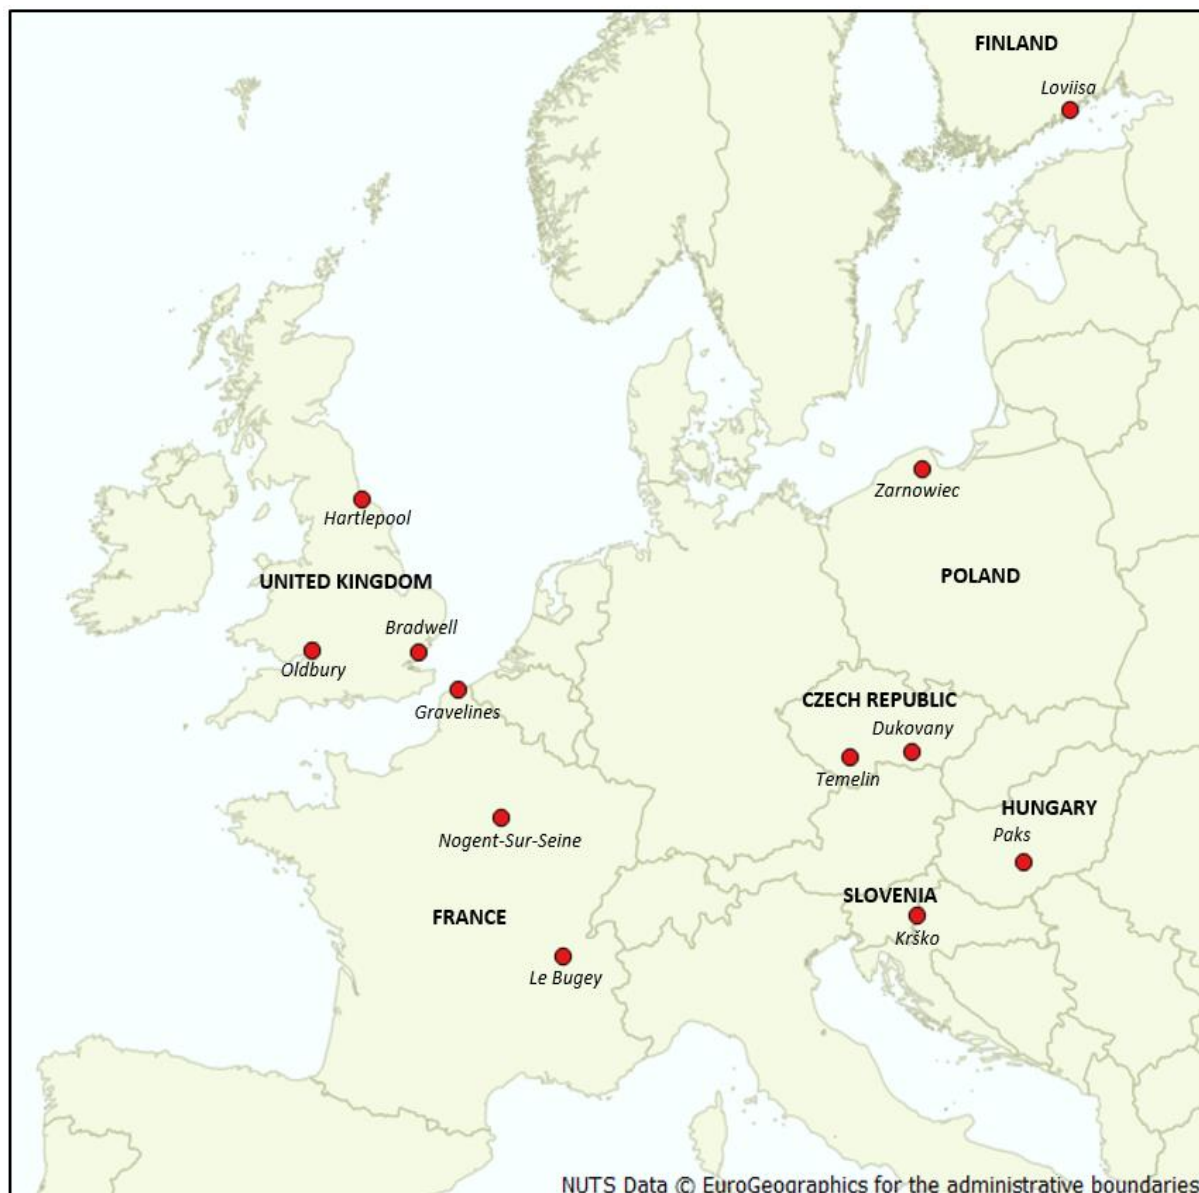 FINLAND
Loviisa
Zarnowiec
Hartlepool
POLAND
UNITED KINGDOM
Bradwell
Oldbury
Gravelines
CZECH REPUBLIC
Dukovany
Temelin
HUNGARY
Paks
Nogent-Sur-Seine
SLOVENIA
FRANCE
Krško
Le Bugey
NUTS Data © EuroGeographics for the administrative boundaries